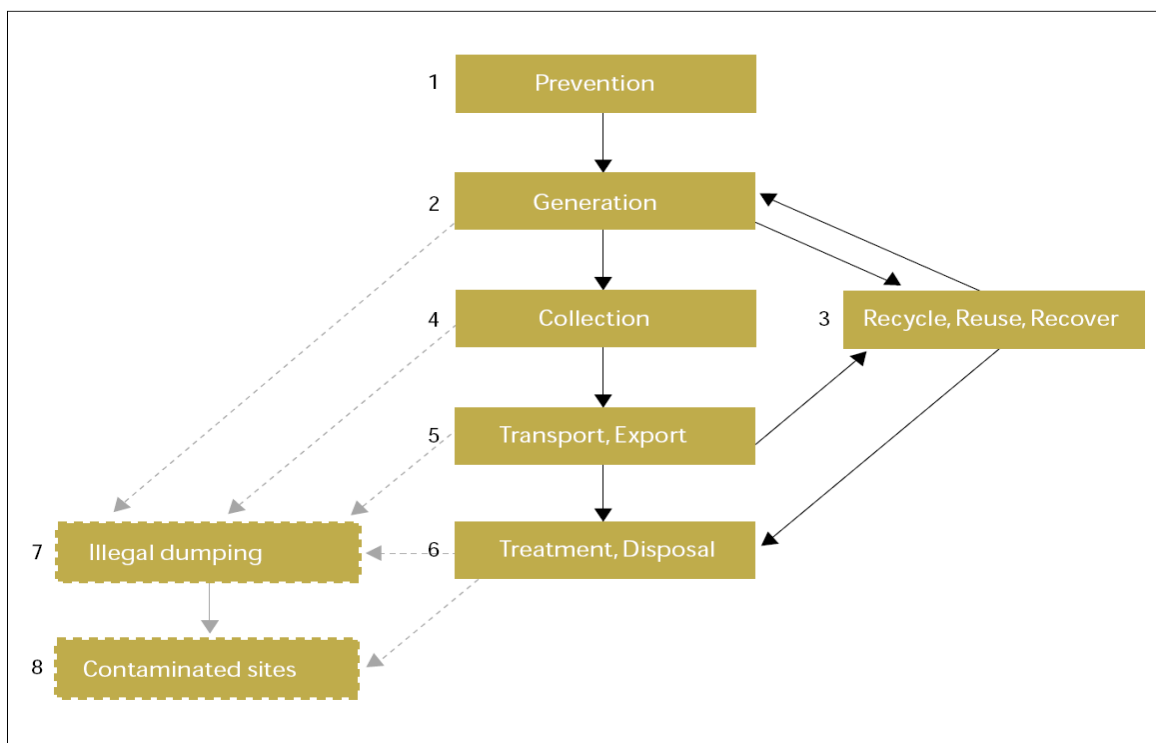 1 Prevention
2 Generation
4 Collection
3 Recycle, Reuse, Recover
5 Transport, Export
6 Treatment, Disposal
7 Illegal dumping
8 Contaminated sites